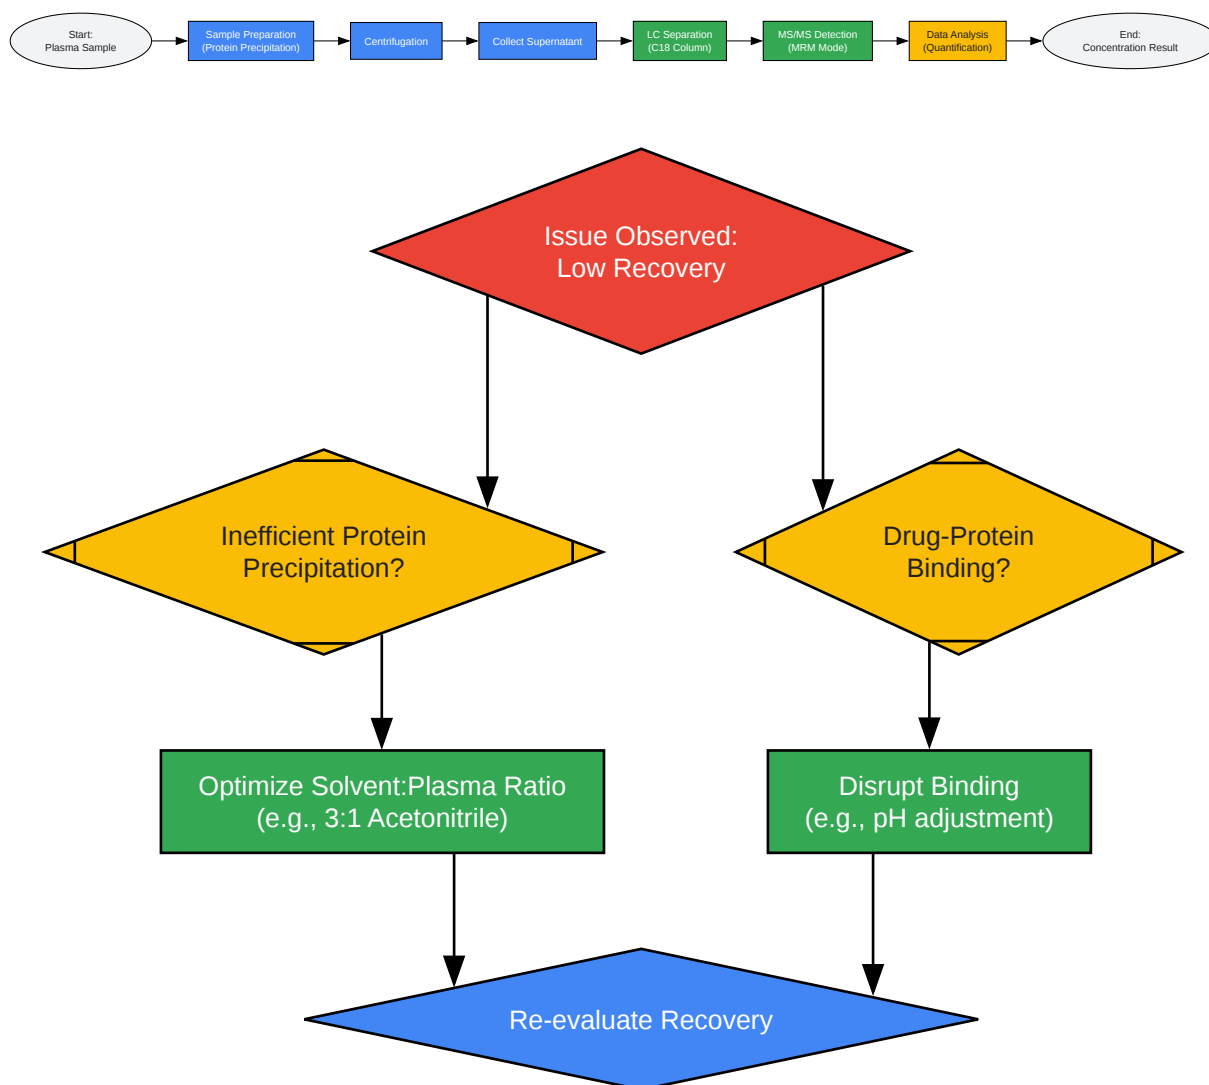 Start:
Plasma Sample
Sample Preparation
(Protein Precipitation)
Centrifugation
Collect Supernatant
LC Separation
(C18 Column)
MS/MS Detection
(MRM Mode)
Data Analysis
(Quantification)
End:
Concentration Result
Issue Observed:
Low Recovery
Inefficient Protein
Precipitation?
Drug-Protein
Binding?
Optimize Solvent:Plasma Ratio
(e.g., 3:1 Acetonitrile)
Disrupt Binding
(e.g., pH adjustment)
Re-evaluate Recovery